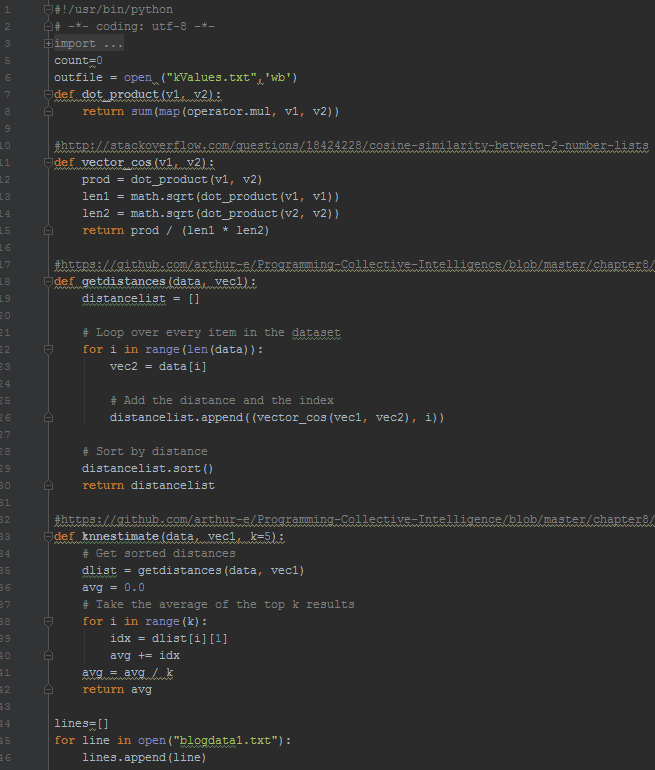 1 #!/usr/bin/python
2 # -*- coding: utf-8 -*-
3 import ...
5 count=0
6 outfile = open ("kValues.txt",'wb')
7 def dot_product(v1, v2):
8 return sum(map(operator.mul, v1, v2))
9
10 #http://stackoverflow.com/questions/18424228/cosine-similarity-between-2-number-lists
11 def vector_cos(v1, v2):
12 prod = dot_product(v1, v2)
13 len1 = math.sqrt(dot_product(v1, v1))
14 len2 = math.sqrt(dot_product(v2, v2))
15 return prod / (len1 * len2)
16
17 #https://github.com/arthur-e/Programming-Collective-Intelligence/blob/master/chapter8/
18 def getdistances(data, vec1):
19 distancelist = []
20
21 # Loop over every item in the dataset
22 for i in range(len(data)):
23 vec2 = data[i]
24
25 # Add the distance and the index
26 distancelist.append((vector_cos(vec1, vec2), i))
27
28 # Sort by distance
29 distancelist.sort()
30 return distancelist
31
32 #https://github.com/arthur-e/Programming-Collective-Intelligence/blob/master/chapter8/
33 def knnestimate(data, vec1, k=5):
34 # Get sorted distances
35 dlist = getdistances(data, vec1)
36 avg = 0.0
37 # Take the average of the top k results
38 for i in range(k):
39 idx = dlist[i][1]
40 avg += idx
41 avg = avg / k
42 return avg
43
44 lines=[]
45 for line in open("blogdata1.txt"):
46 lines.append(line)